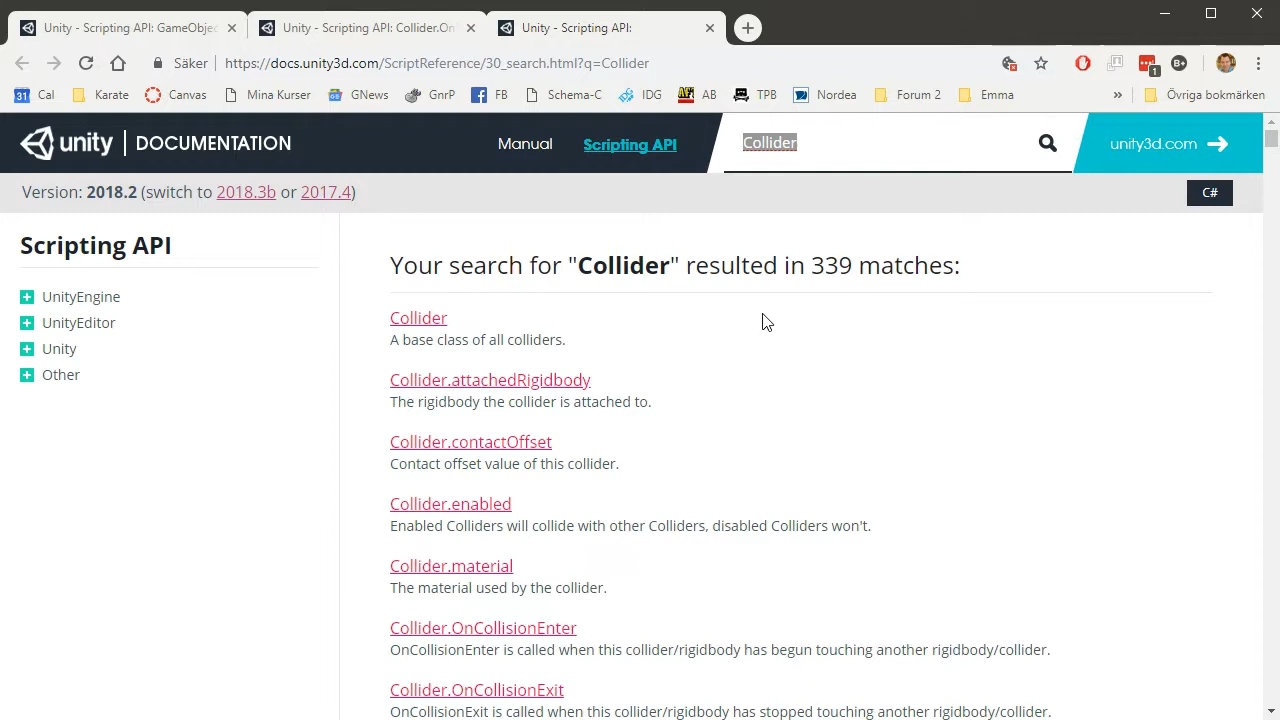 Unity - Scripting API: GameObjec
Unity - Scripting API: Collider.On
Unity - Scripting API:
Säker
https://docs.unity3d.com/ScriptReference/30_search.html?q=Collider
1
31 Cal
Karate
Canvas
Mina Kurser
GNews
GnrP
FB
Schema-C
IDG
AB
TPB
Nordea
Forum 2
Emma
»
Övriga bokmärken
unity | DOCUMENTATION
Manual
Scripting API
Collider
unity3d.com
Version: 2018.2 (switch to 2018.3b or 2017.4)
C#
Scripting API
UnityEngine
UnityEditor
Unity
Other
Your search for "Collider" resulted in 339 matches:
Collider
A base class of all colliders.
Collider.attachedRigidbody
The rigidbody the collider is attached to.
Collider.contactOffset
Contact offset value of this collider.
Collider.enabled
Enabled Colliders will collide with other Colliders, disabled Colliders won't.
Collider.material
The material used by the collider.
Collider.OnCollisionEnter
OnCollisionEnter is called when this collider/rigidbody has begun touching another rigidbody/collider.
Collider.OnCollisionExit
OnCollisionExit is called when this collider/rigidbody has stopped touching another rigidbody/collider.